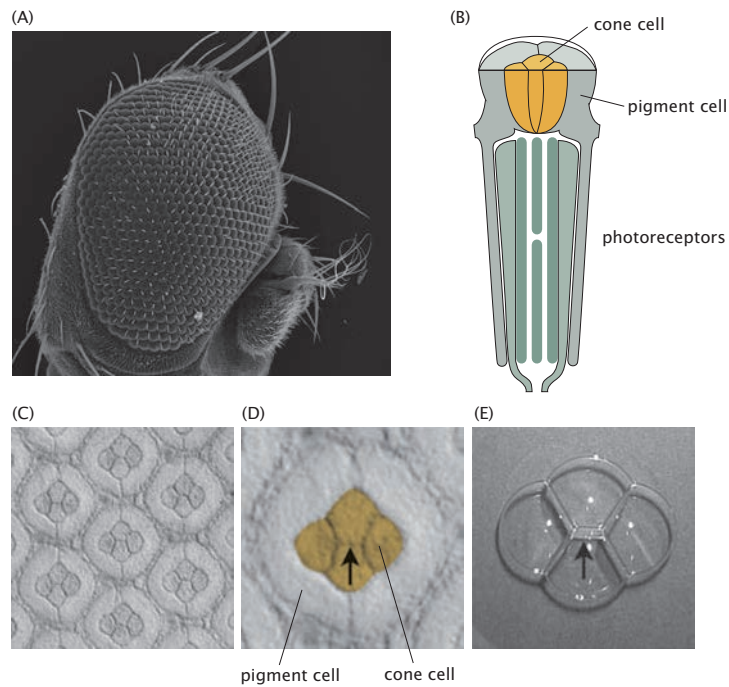 (A)
(B)
cone cell
pigment cell
photoreceptors
(C)
(D)
(E)
pigment cell
cone cell